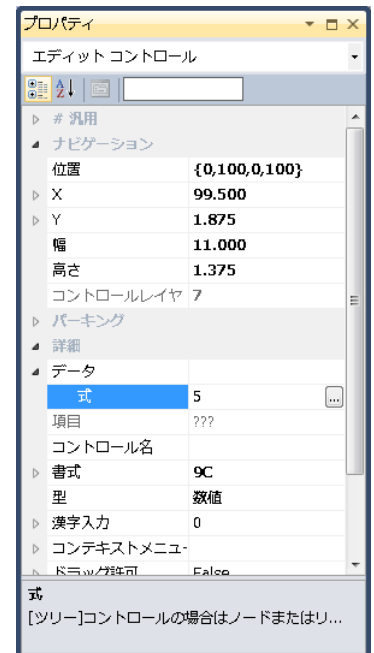 プロパティ
エディット コントロール
# 汎用
ナビゲーション
位置 {0,100,0,100}
X 99.500
Y 1.875
幅 11.000
高さ 1.375
コントロールレイヤ 7
パーキング
詳細
データ
式 5 ...
項目 ???
コントロール名
書式 9C
型 数値
漢字入力 0
コンテキストメニュー
ドラッグ許可 False
式
[ツリー]コントロールの場合はノードまたはリ...